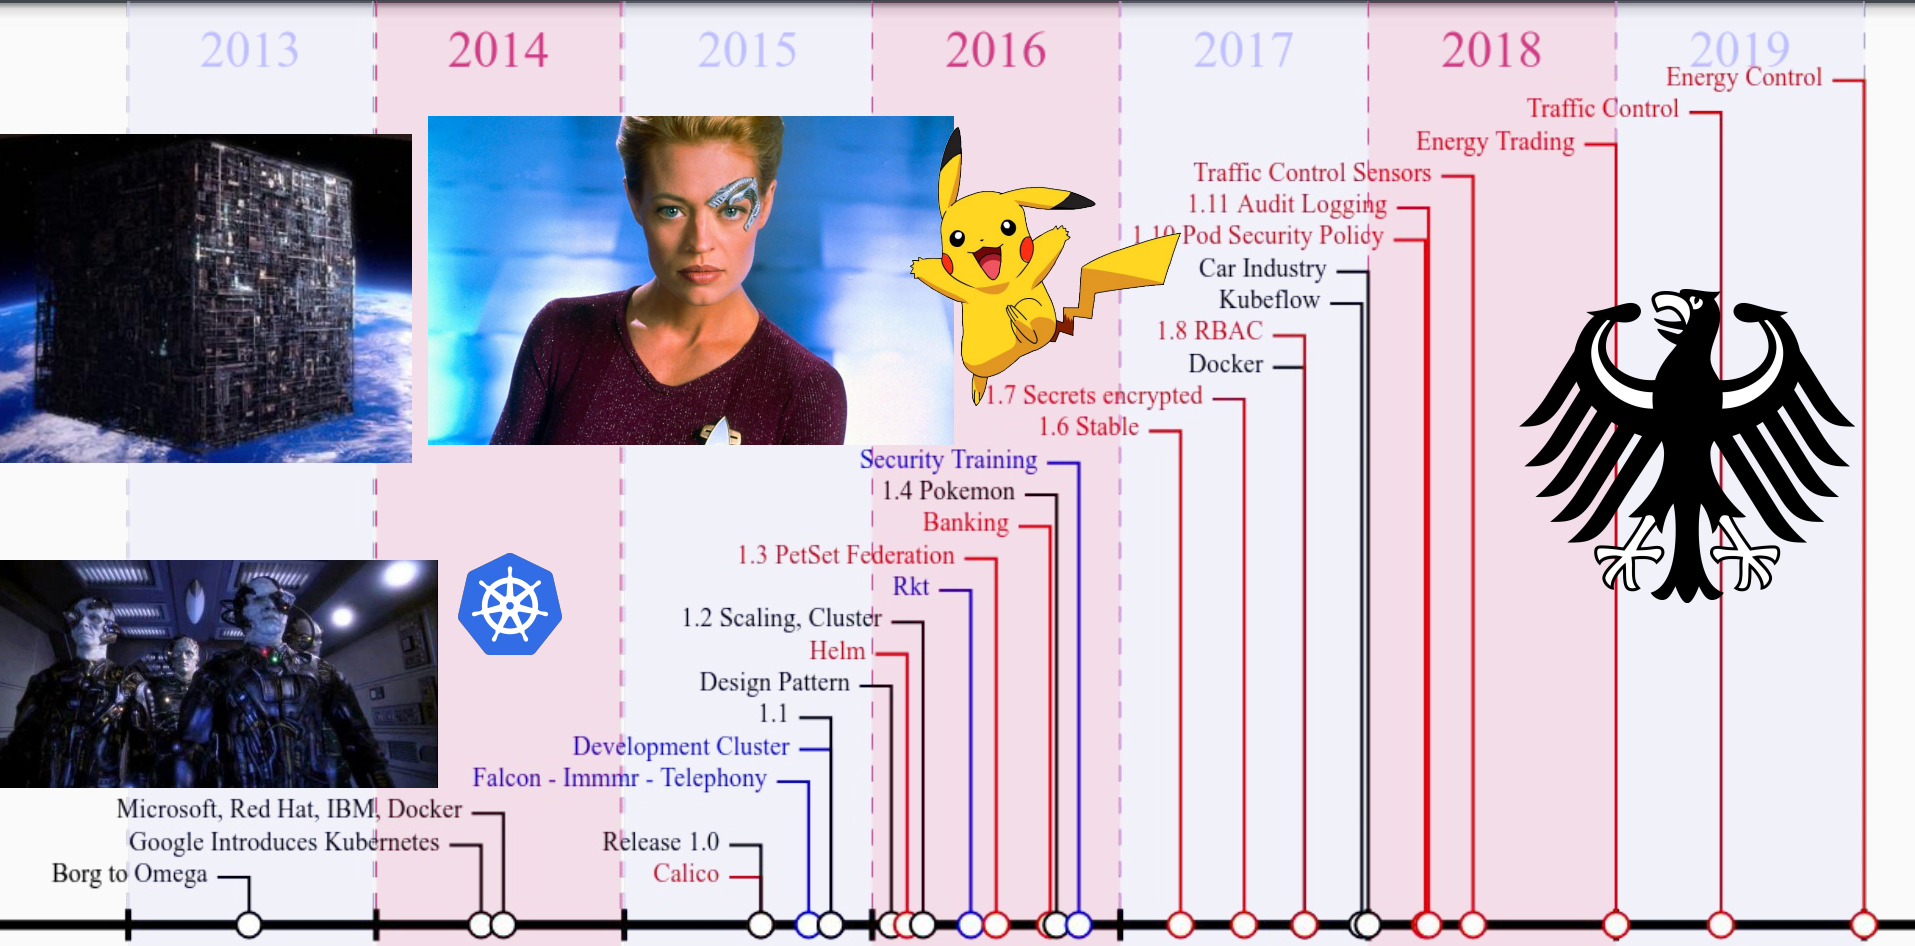 2013 2014 2015 2016 2017 2018 2019
Energy Control
Traffic Control
Energy Trading
Traffic Control Sensors
1.11 Audit Logging
1.10 Pod Security Policy
Car Industry
Kubeflow
1.8 RBAC
Docker
1.7 Secrets encrypted
1.6 Stable
Security Training
1.4 Pokemon
Banking
1.3 PetSet Federation
Rkt
1.2 Scaling, Cluster
Helm
Design Pattern
1.1
Development Cluster
Falcon - Immmr - Telephony
Microsoft, Red Hat, IBM, Docker
Google Introduces Kubernetes
Release 1.0
Borg to Omega
Calico